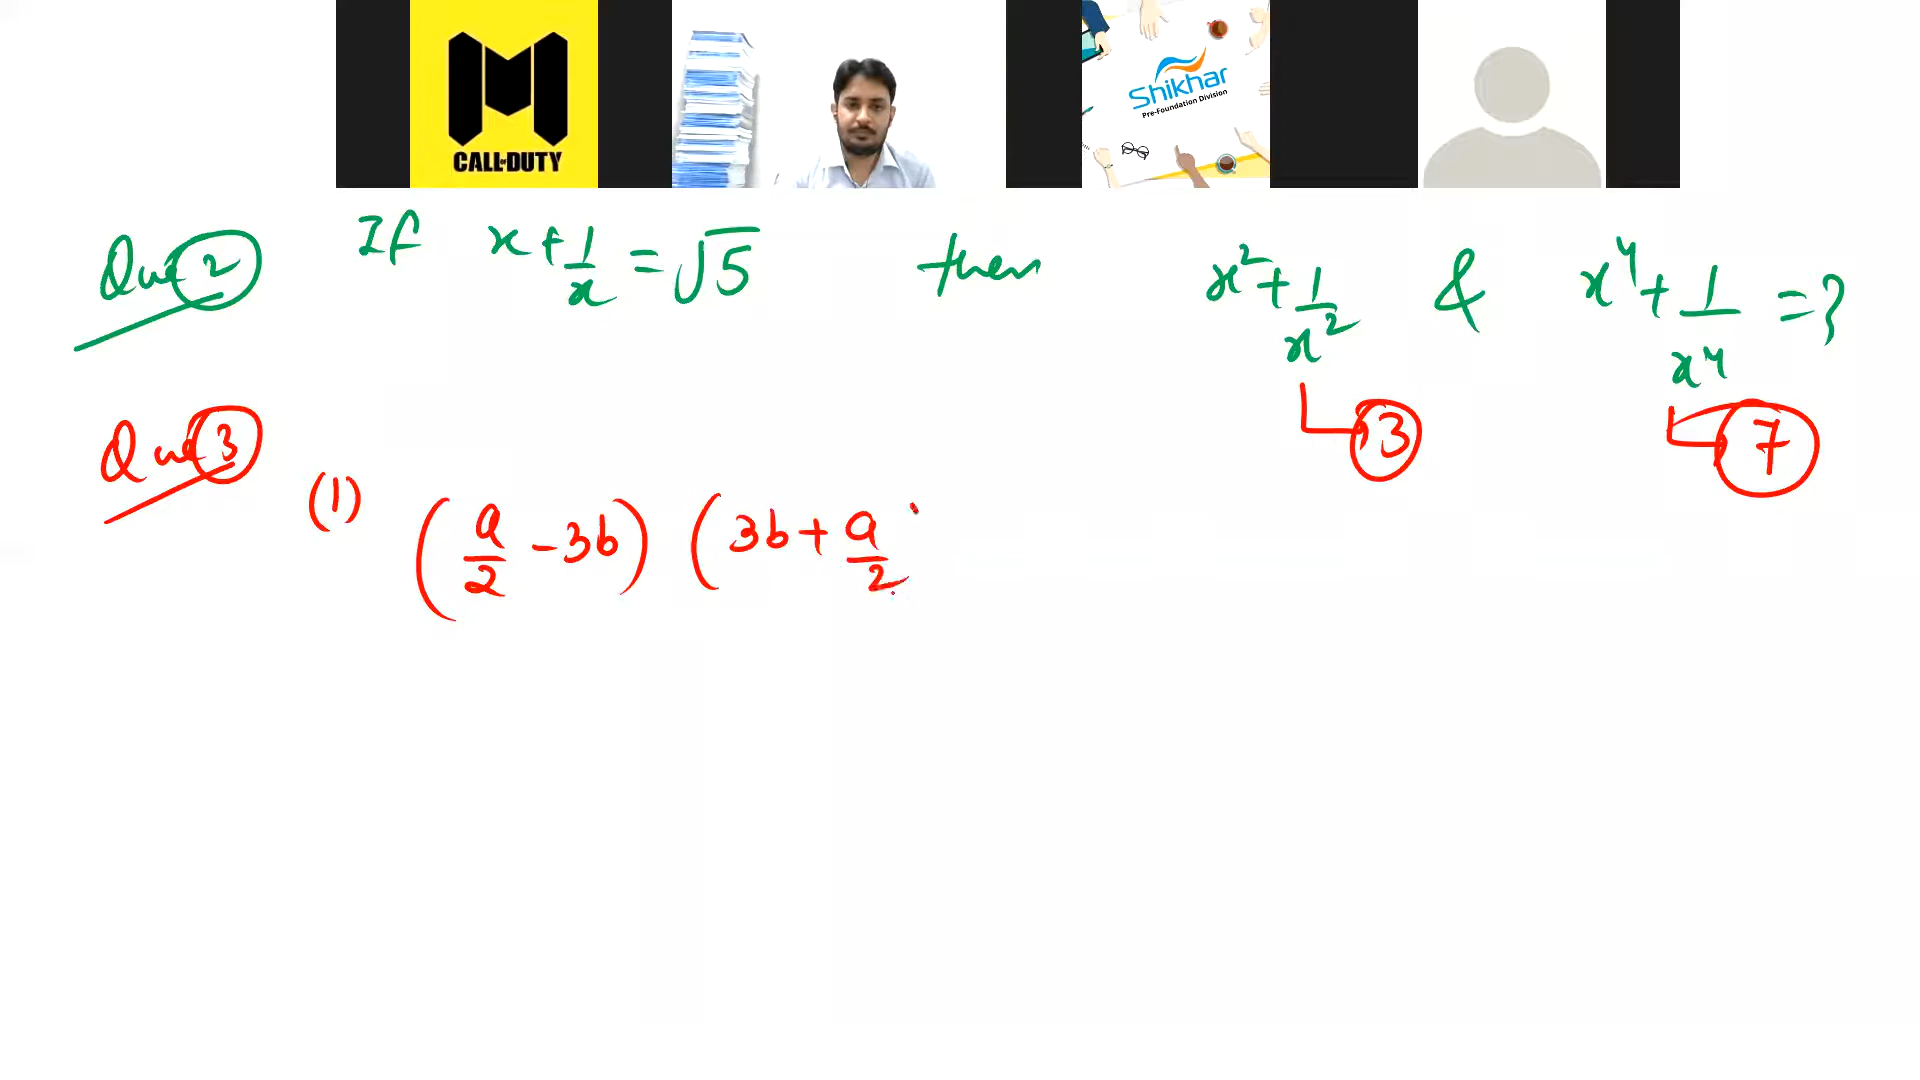 CALL OF DUTY
Shikhar
Pre-Foundation Division
Que 2 If x + 1/x = √5 then x² + 1/x² & x⁴ + 1/x⁴ = ?
3 7
Que 3
(1) (a/2 - 3b) (3b + a/2